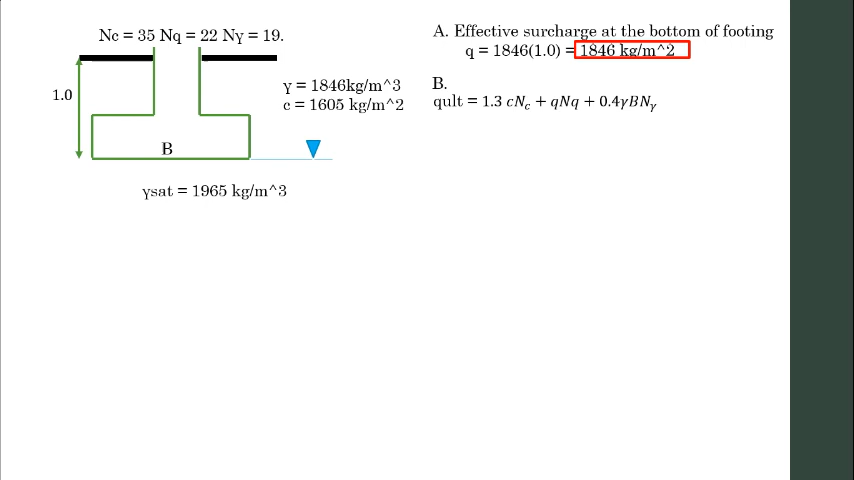 Nc = 35 Nq = 22 Nγ = 19.
1.0
γ = 1846kg/m^3
c = 1605 kg/m^2
B
γsat = 1965 kg/m^3
A. Effective surcharge at the bottom of footing
q = 1846(1.0) = 1846 kg/m^2
B.
qult = 1.3 𝑐𝑁𝑐 + 𝑞𝑁𝑞 + 0.4𝛾𝐵𝑁𝛾